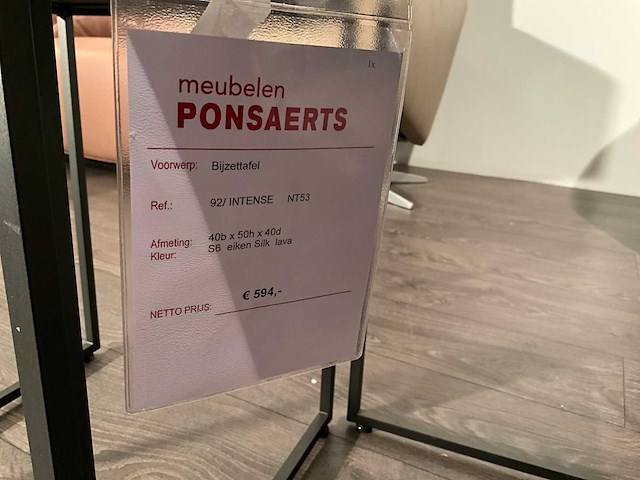 1x
meubelen
PONSAERTS
Voorwerp: Bijzettafel
Ref.: 92/ INTENSE NT53
Afmeting: 40b x 50h x 40d
Kleur: S6 eiken Silk lava
€ 594,-
NETTO PRIJS: